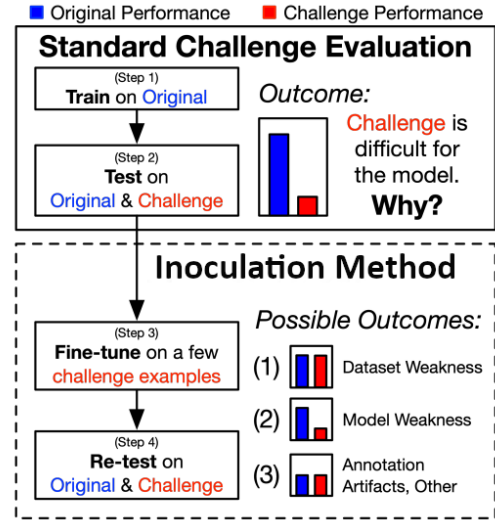 Original Performance Challenge Performance
Standard Challenge Evaluation
(Step 1)
Train on Original
(Step 2)
Test on
Original & Challenge
Outcome:
Challenge is
difficult for
the model.
Why?
Inoculation Method
(Step 3)
Fine-tune on a few
challenge examples
(Step 4)
Re-test on
Original & Challenge
Possible Outcomes:
(1) Dataset Weakness
(2) Model Weakness
(3) Annotation
Artifacts, Other